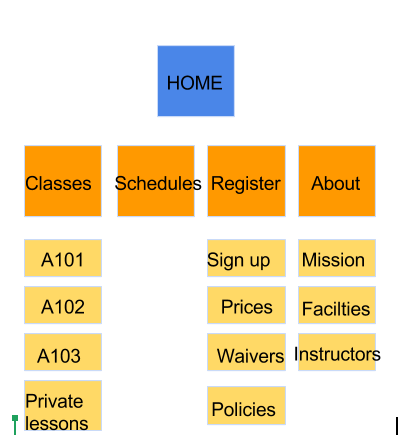 HOME
Classes Schedules Register About
A101 Sign up Mission
A102 Prices Facilties
A103 Waivers Instructors
Private
lessons Policies